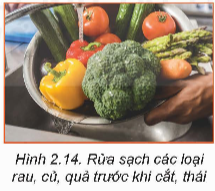 Hình 2.14. Rửa sạch các loại
rau, củ, quả trước khi cắt, thái